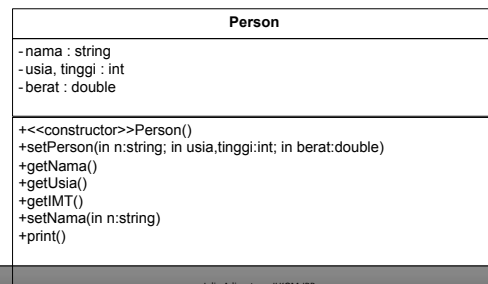 Person
- nama : string
- usia, tinggi : int
- berat : double
+<<constructor>>Person()
+setPerson(in n:string; in usia,tinggi:int; in berat:double)
+getNama()
+getUsia()
+getIMT()
+setNama(in n:string)
+print()